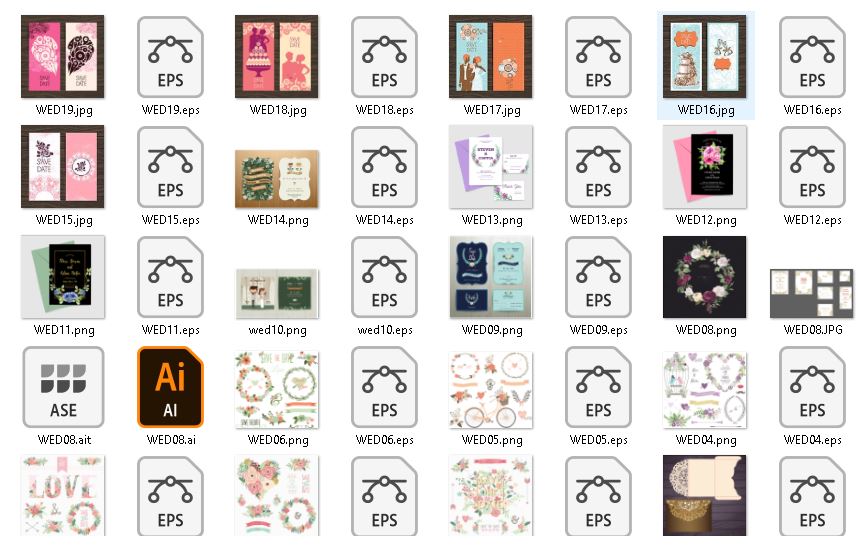 SAVE THE DATE
EPS
SAVE THE DATE
EPS
SAVE THE DATE
EPS
EPS
WED19.jpg
WED19.eps
WED18.jpg
WED18.eps
WED17.jpg
WED17.eps
WED16.jpg
WED16.eps
SAVE THE DATE
EPS
EPS
EPS
EPS
WED15.jpg
WED15.eps
WED14.png
WED14.eps
WED13.png
WED13.eps
WED12.png
WED12.eps
EPS
EPS
EPS
WED11.png
WED11.eps
wed10.png
wed10.eps
WED09.png
WED09.eps
WED08.png
WED08.JPG
ASE
Ai
AI
EPS
EPS
EPS
WED08.ait
WED08.ai
WED06.png
WED06.eps
WED05.png
WED05.eps
WED04.png
WED04.eps
LOVE
&
EPS
EPS
EPS
EPS